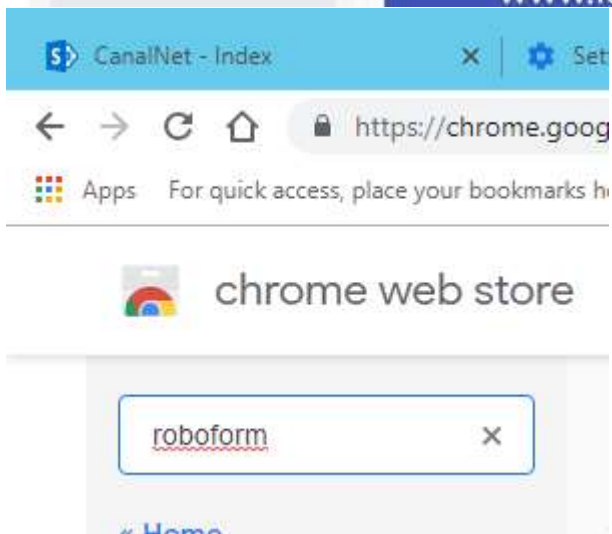 CanalNet - Index
https://chrome.goog
Apps For quick access, place your bookmarks
chrome web store
roboform
« Home